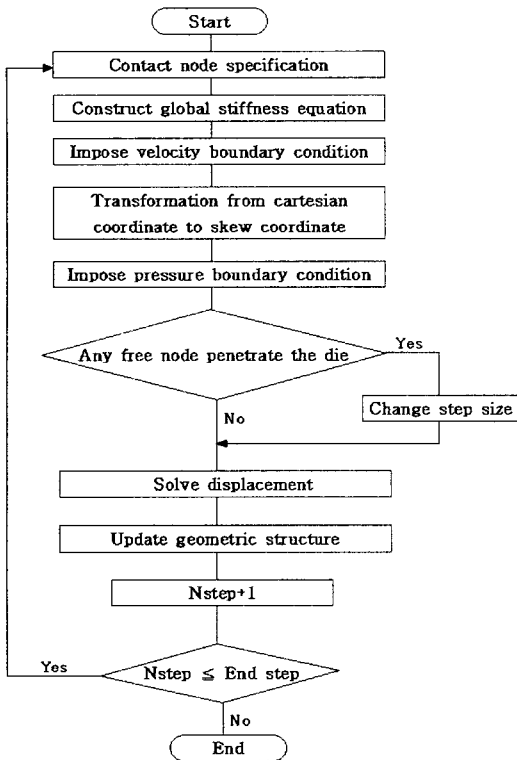 Start
Contact node specification
Construct global stiffness equation
Impose velocity boundary condition
Transformation from cartesian
coordinate to skew coordinate
Impose pressure boundary condition
Any free node penetrate the die
Yes
No
Change step size
Solve displacement
Update geometric structure
Nstep+1
Yes
Nstep ≦ End step
No
End